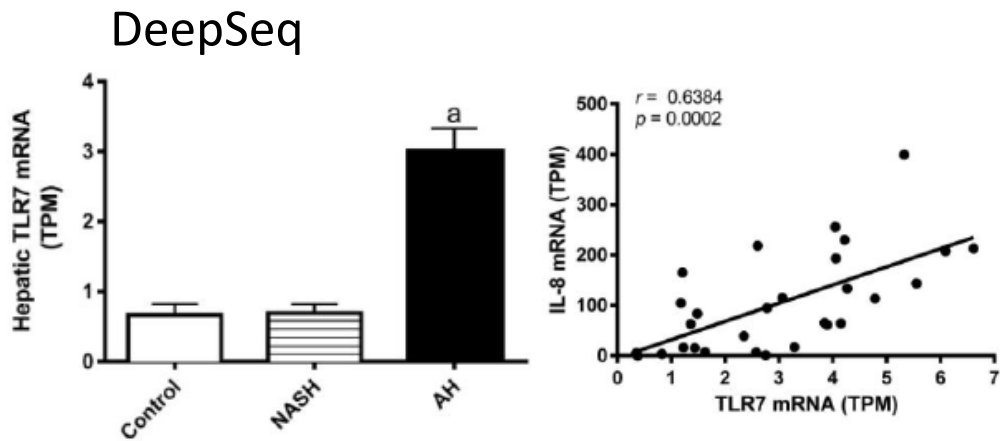 DeepSeq
Hepatic TLR7 mRNA
(TPM)
4
3
2
1
0
a
Control
NASH
AH
r = 0.6384
p = 0.0002
IL-8 mRNA (TPM)
500
400
300
200
100
0
0 1 2 3 4 5 6 7
TLR7 mRNA (TPM)